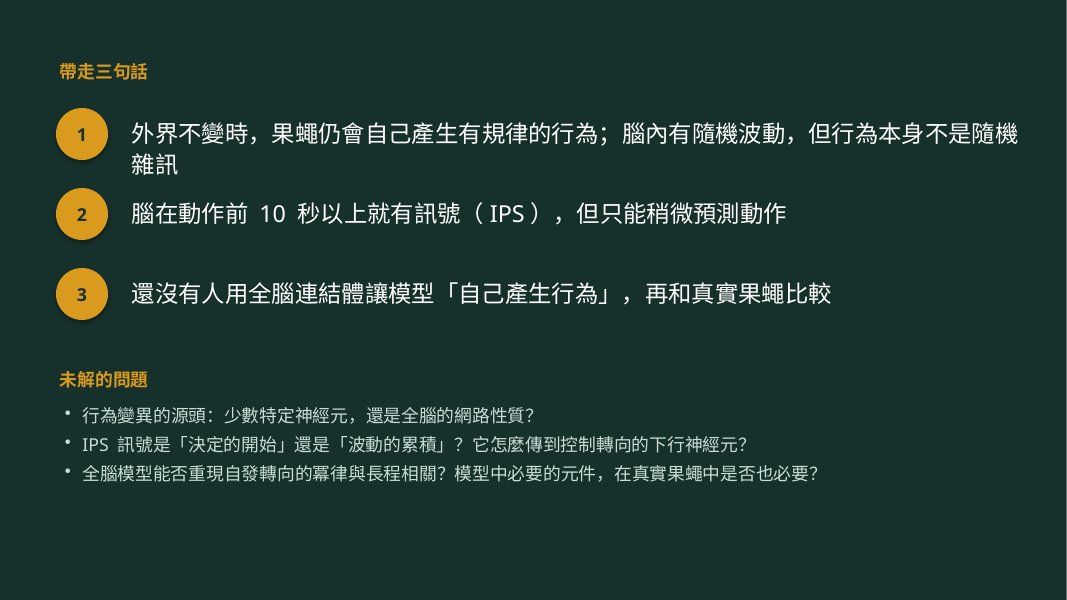 帶走三句話
1
外界不變時，果蠅仍會自己產生有規律的行為；腦內有隨機波動，但行為本身不是隨機
雜訊
2
腦在動作前 10 秒以上就有訊號（IPS），但只能稍微預測動作
3
還沒有人用全腦連結體讓模型「自己產生行為」，再和真實果蠅比較
未解的問題
• 行為變異的源頭：少數特定神經元，還是全腦的網路性質？
• IPS 訊號是「決定的開始」還是「波動的累積」？它怎麼傳到控制轉向的下行神經元？
• 全腦模型能否重現自發轉向的冪律與長程相關？模型中必要的元件，在真實果蠅中是否也必要？